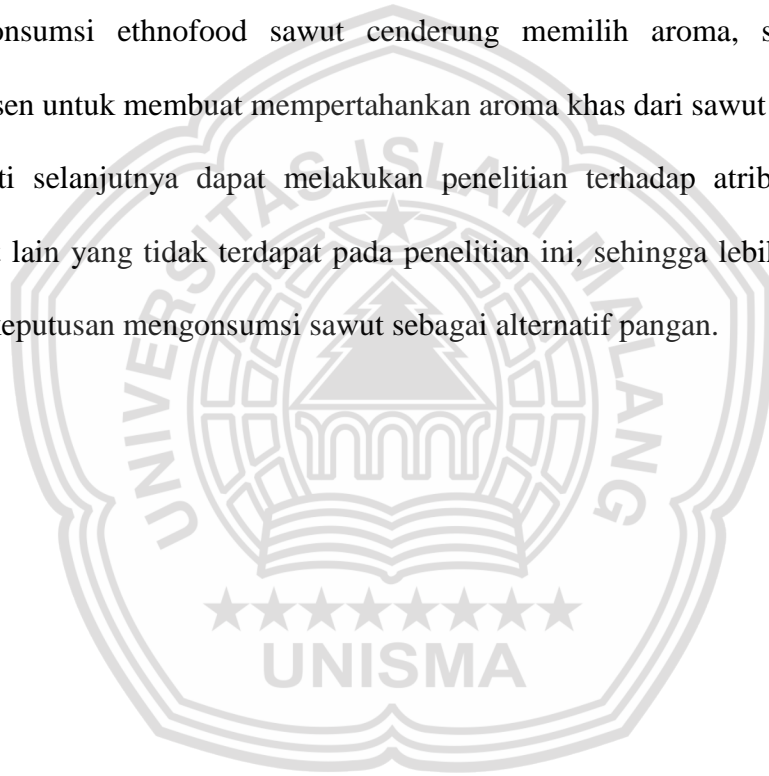 onsumsi ethnofood sawut cenderung memilih aroma, s
sen untuk membuat mempertahankan aroma khas dari sawut
ti selanjutnya dapat melakukan penelitian terhadap atrib
lain yang tidak terdapat pada penelitian ini, sehingga lebil
keputusan mengonsumsi sawut sebagai alternatif pangan.
UNIVERSITAS ISLAM MALANG
UNISMA